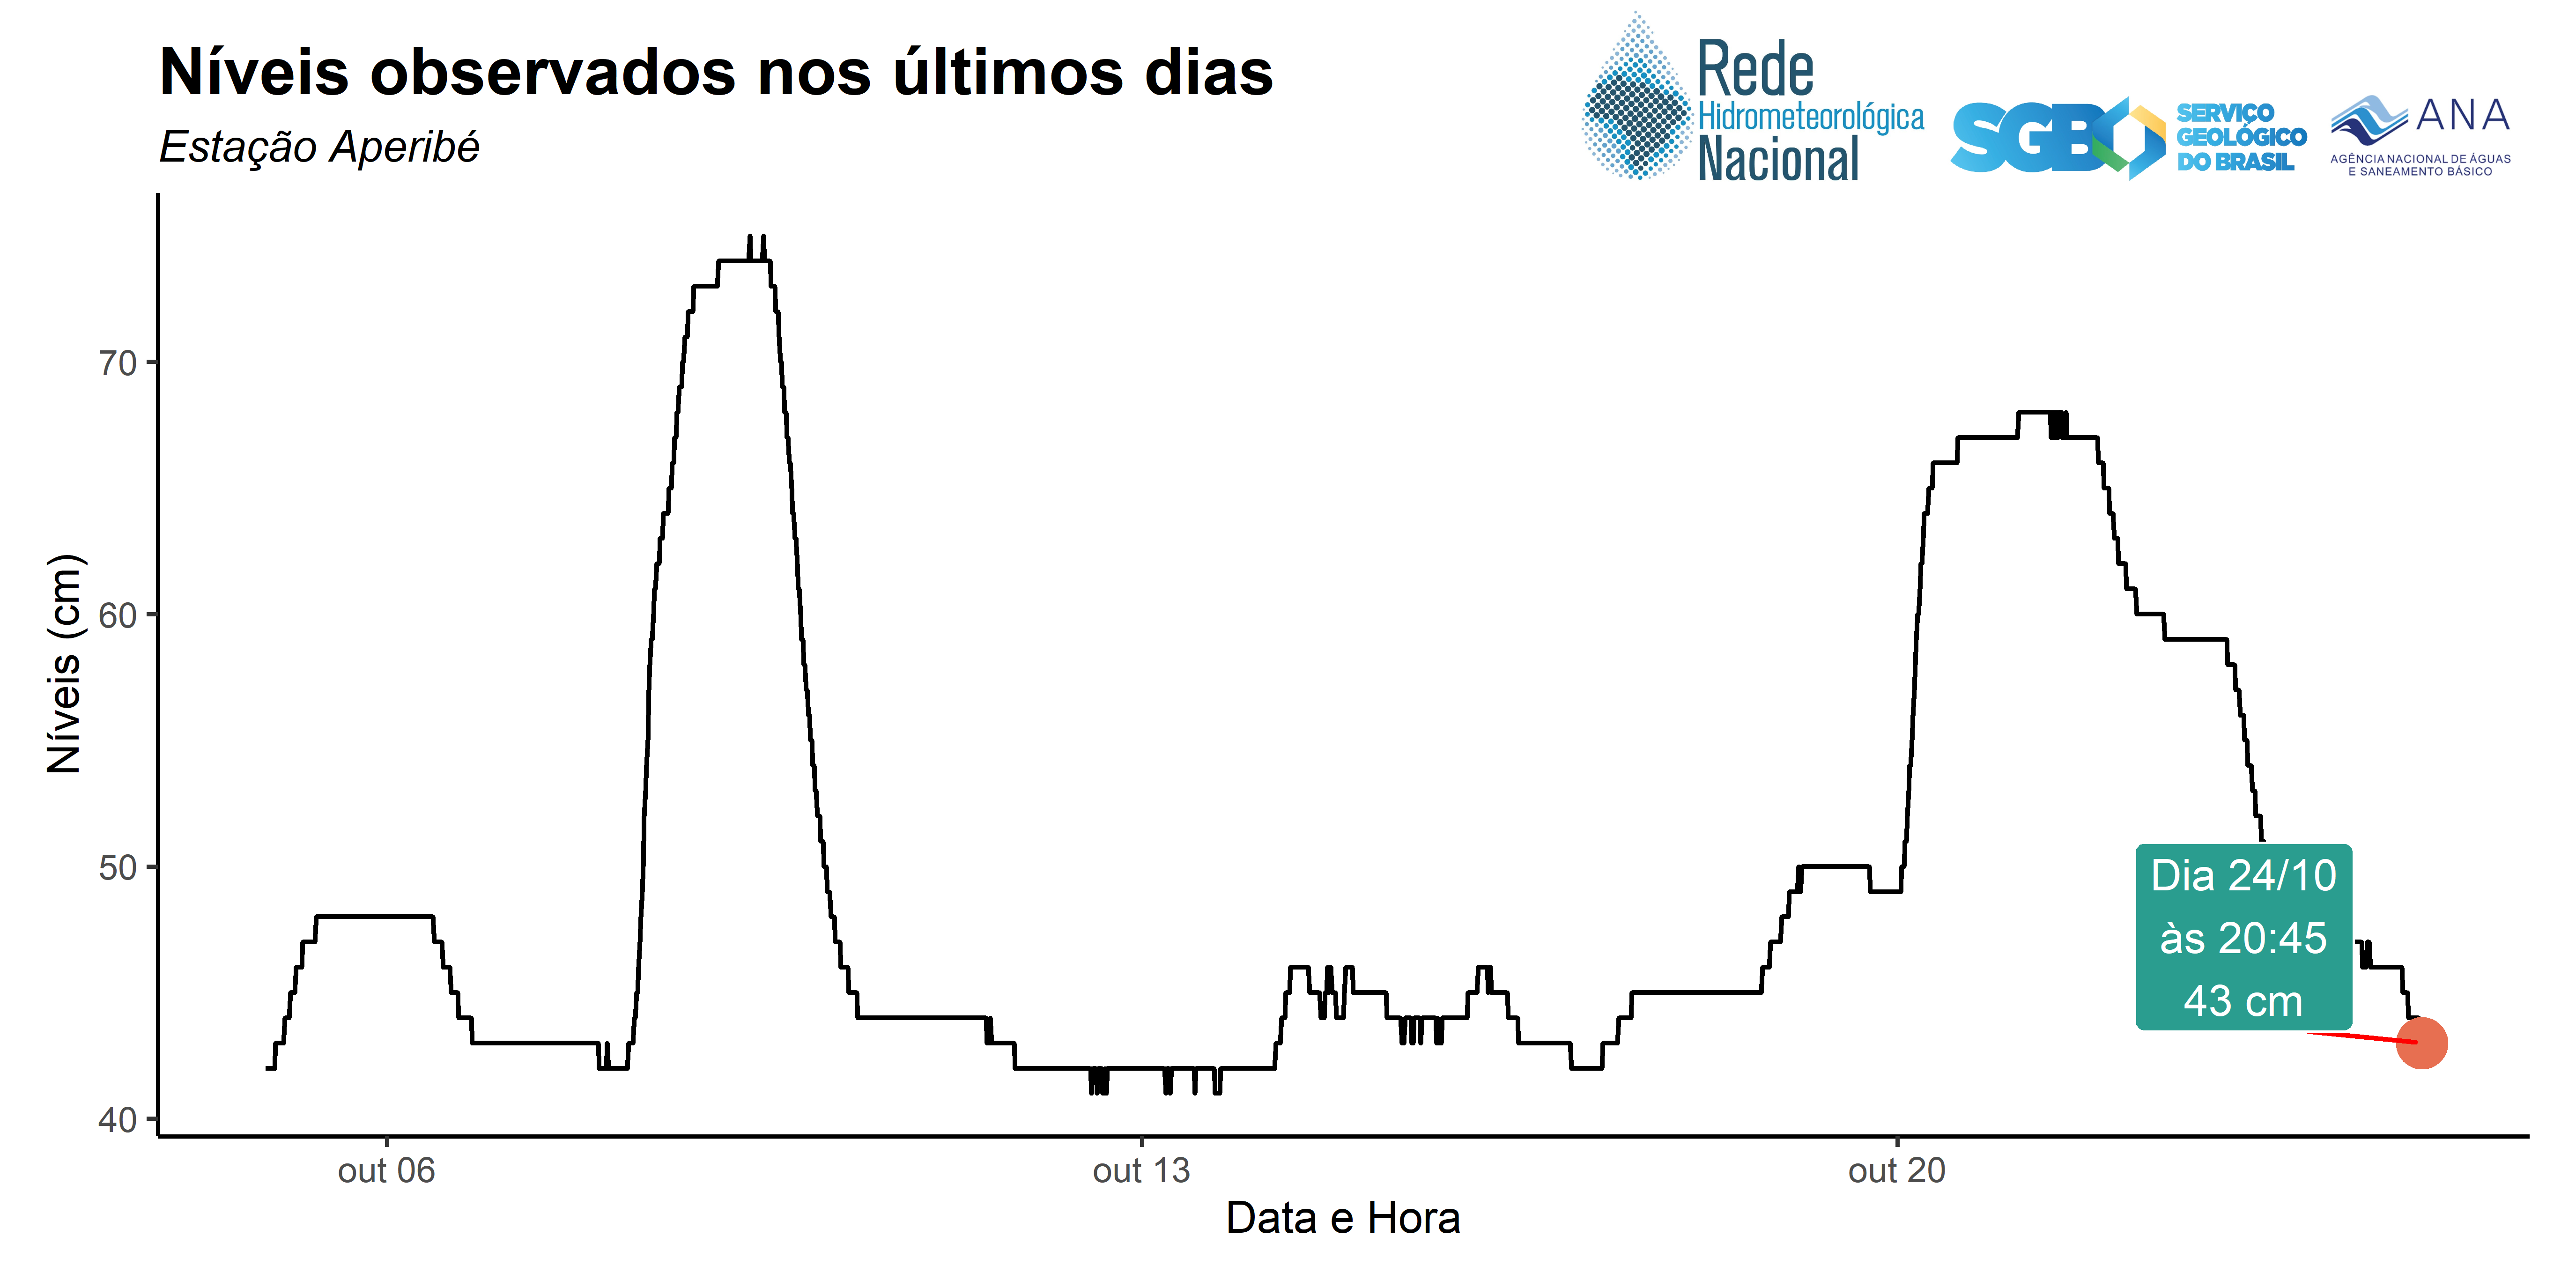 Níveis observados nos últimos dias
Estação Aperibé
Rede
Hidrometeorológica
Nacional
SGB
SERVIÇO
GEOLÓGICO
DO BRASIL
ANA
AGÊNCIA NACIONAL DE ÁGUAS
E SANEAMENTO BÁSICO
Níveis (cm)
70
60
50
40
Dia 24/10
às 20:45
43 cm
out 06
out 13
out 20
Data e Hora